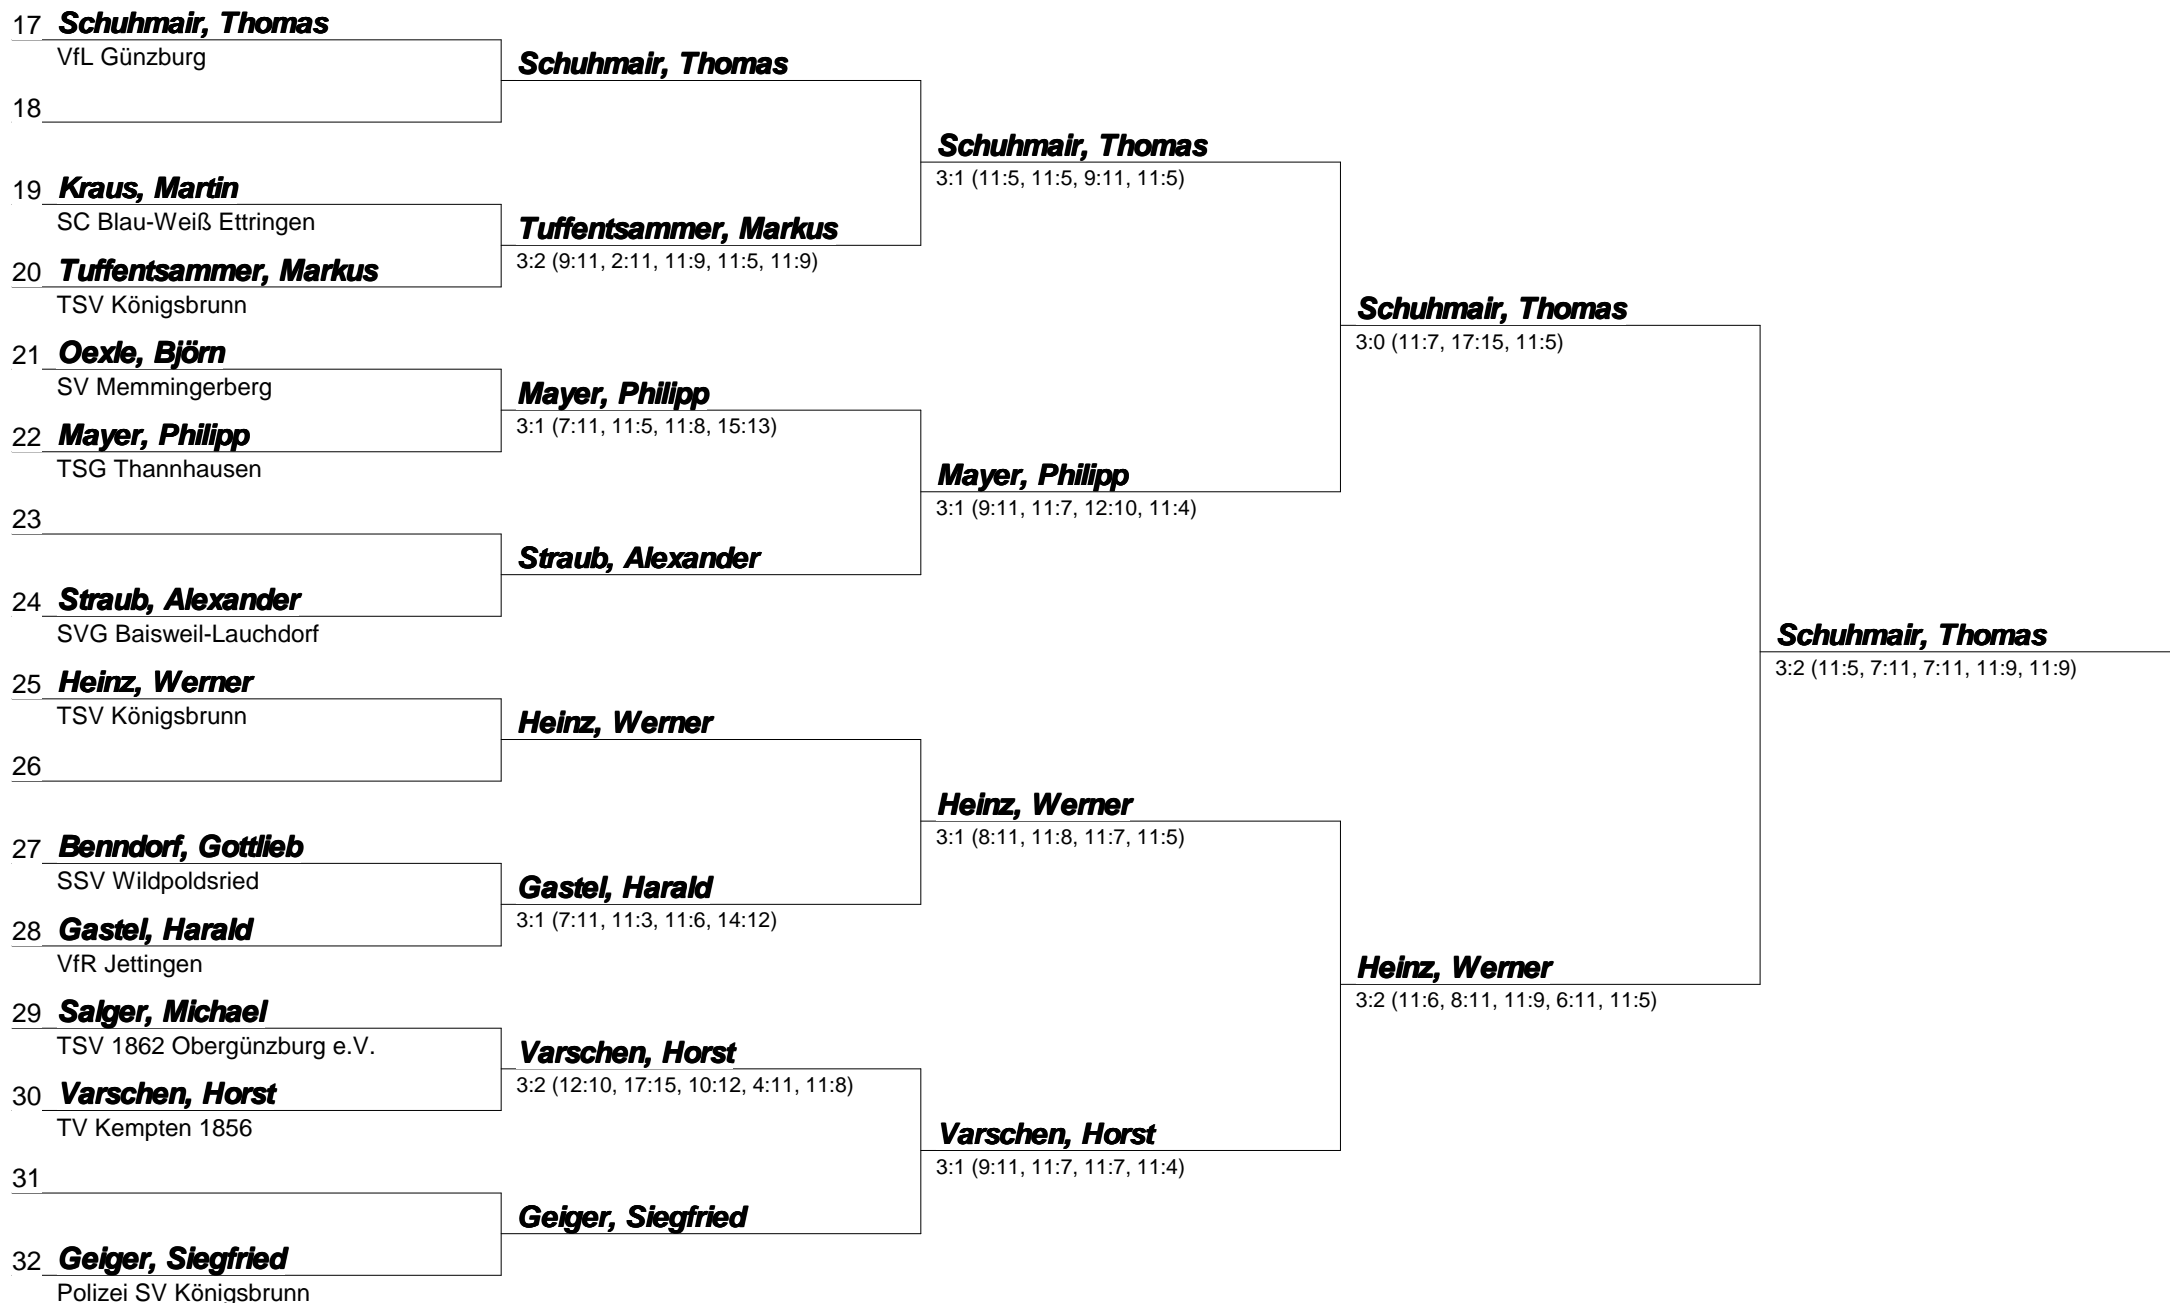 17 Schuhmair, Thomas
VfL Günzburg
Schuhmair, Thomas
18
Schuhmair, Thomas
3:1 (11:5, 11:5, 9:11, 11:5)
19 Kraus, Martin
SC Blau-Weiß Ettringen
Tuffentsammer, Markus
3:2 (9:11, 2:11, 11:9, 11:5, 11:9)
20 Tuffentsammer, Markus
TSV Königsbrunn
Schuhmair, Thomas
3:0 (11:7, 17:15, 11:5)
21 Oexle, Björn
SV Memmingerberg
Mayer, Philipp
3:1 (7:11, 11:5, 11:8, 15:13)
22 Mayer, Philipp
TSG Thannhausen
Mayer, Philipp
3:1 (9:11, 11:7, 12:10, 11:4)
23
Straub, Alexander
24 Straub, Alexander
SVG Baisweil-Lauchdorf
Schuhmair, Thomas
3:2 (11:5, 7:11, 7:11, 11:9, 11:9)
25 Heinz, Werner
TSV Königsbrunn
Heinz, Werner
26
Heinz, Werner
3:1 (8:11, 11:8, 11:7, 11:5)
27 Benndorf, Gottlieb
SSV Wildpoldsried
Gastel, Harald
3:1 (7:11, 11:3, 11:6, 14:12)
28 Gastel, Harald
VfR Jettingen
Heinz, Werner
3:2 (11:6, 8:11, 11:9, 6:11, 11:5)
29 Salger, Michael
TSV 1862 Obergünzburg e.V.
Varschen, Horst
3:2 (12:10, 17:15, 10:12, 4:11, 11:8)
30 Varschen, Horst
TV Kempten 1856
Varschen, Horst
3:1 (9:11, 11:7, 11:7, 11:4)
31
Geiger, Siegfried
32 Geiger, Siegfried
Polizei SV Königsbrunn